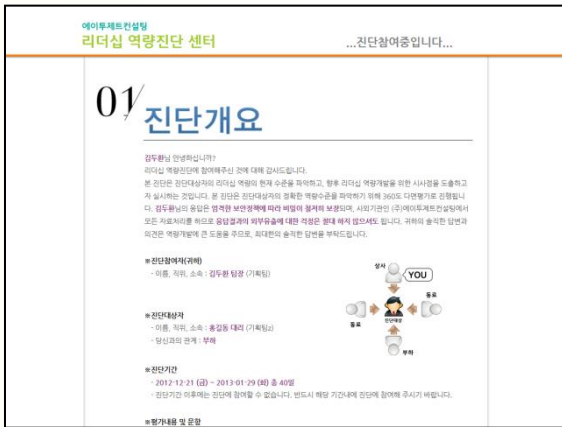 에이투제트컨설팅
리더십 역량진단 센터
...진단참여중입니다...
01
진단개요
김두환님 안녕하십니까?
리더십 역량진단에 참여해주신 것에 대해 감사드립니다.
본 진단은 진단대상자의 리더십 역량의 현재 수준을 파악하고, 향후 리더십 역량개발을 위한 시사점을 도출하고
자 실시하는 것입니다. 본 진단은 진단대상자의 정확한 역량수준을 파악하기 위해 360도 다면평가로 진행됩니
다. 김두환님의 응답은 엄격한 보안정책에 따라 비밀이 철저히 보장되며, 사외기관인 (주)에이투제트컨설팅에서
모든 자료처리를 하므로 응답결과의 외부유출에 대한 걱정은 절대 하지 않으셔도 됩니다. 귀하의 솔직한 답변과
의견은 역량개발에 큰 도움을 주므로, 최대한의 솔직한 답변을 부탁드립니다.
※진단참여자(귀하)
- 이름, 직위, 소속 : 김두환 팀장 (기획팀)
상사
YOU
동료
진단대상
동료
부하
※진단대상자
- 이름, 직위, 소속 : 홍길동 대리 (기획팀2)
- 당신과의 관계 : 부하
※진단기간
- 2012-12-21 (금) ~ 2013-01-29 (화) 총 40일
- 진단기간 이후에는 진단에 참여할 수 없습니다. 반드시 해당 기간내에 진단에 참여해 주시기 바랍니다.
※평가내용 및 문항